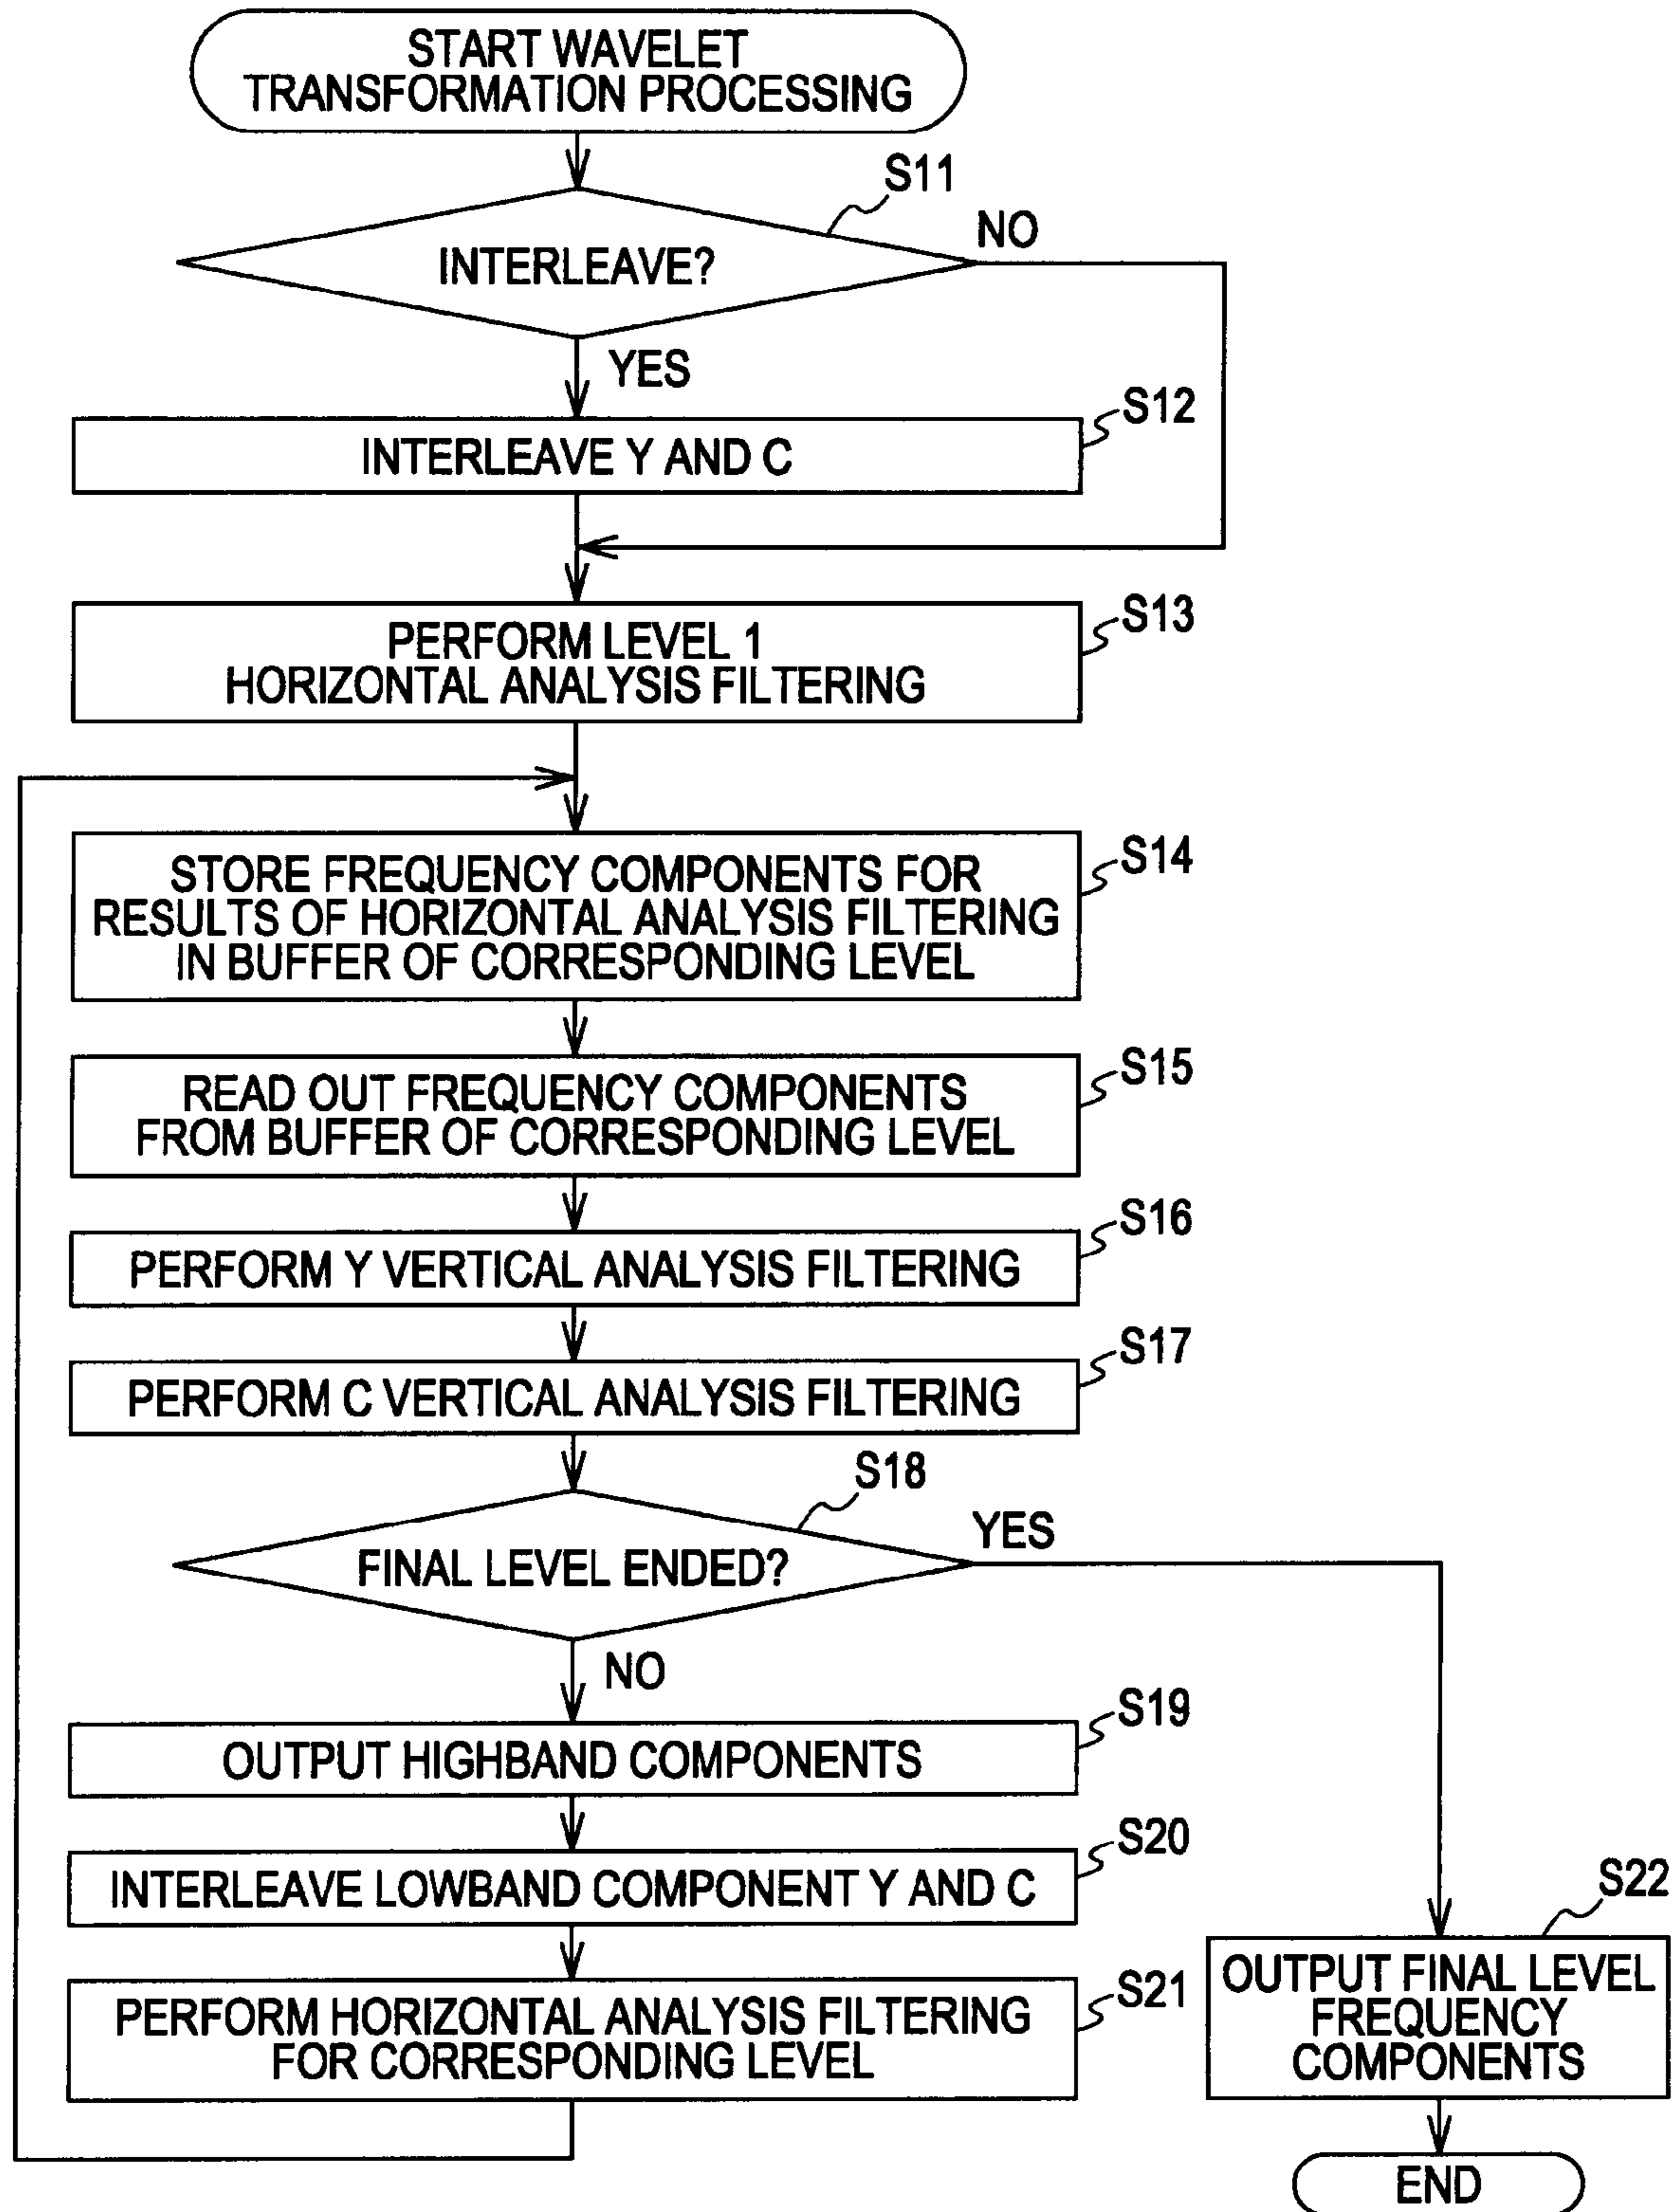 START WAVELET
TRANSFORMATION PROCESSING
S11
INTERLEAVE?
NO
YES
S12
INTERLEAVE Y AND C
S13
PERFORM LEVEL 1
HORIZONTAL ANALYSIS FILTERING
S14
STORE FREQUENCY COMPONENTS FOR
RESULTS OF HORIZONTAL ANALYSIS FILTERING
IN BUFFER OF CORRESPONDING LEVEL
S15
READ OUT FREQUENCY COMPONENTS
FROM BUFFER OF CORRESPONDING LEVEL
S16
PERFORM Y VERTICAL ANALYSIS FILTERING
S17
PERFORM C VERTICAL ANALYSIS FILTERING
S18
FINAL LEVEL ENDED?
YES
NO
S19
OUTPUT HIGHBAND COMPONENTS
S20
INTERLEAVE LOWBAND COMPONENT Y AND C
S21
PERFORM HORIZONTAL ANALYSIS FILTERING
FOR CORRESPONDING LEVEL
S22
OUTPUT FINAL LEVEL
FREQUENCY
COMPONENTS
END